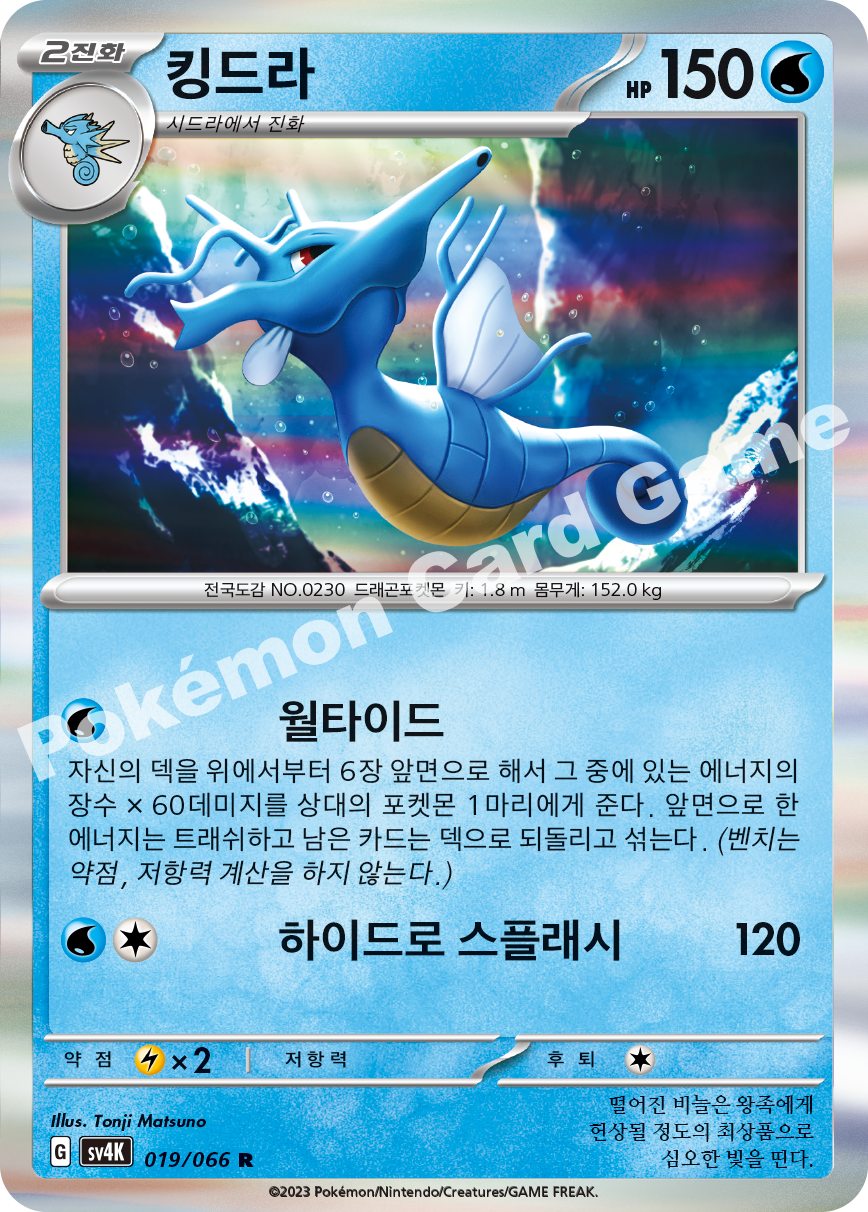 2진화
킹드라
HP 150
시드라에서 진화
전국도감 NO.0230 드래곤포켓몬 키: 1.8 m 몸무게: 152.0 kg
월타이드
자신의 덱을 위에서부터 6장 앞면으로 해서 그 중에 있는 에너지의
장수 × 60데미지를 상대의 포켓몬 1마리에게 준다. 앞면으로 한
에너지는 트래쉬하고 남은 카드는 덱으로 되돌리고 섞는다. (벤치는
약점, 저항력 계산을 하지 않는다.)
하이드로 스플래시 120
약점 ×2 저항력 후퇴
Illus. Tonji Matsuno
G SV4K 019/066 R
떨어진 비늘은 왕족에게
헌상될 정도의 최상품으로
심오한 빛을 띤다.
©2023 Pokémon/Nintendo/Creatures/GAME FREAK.
Pokémon Card Game